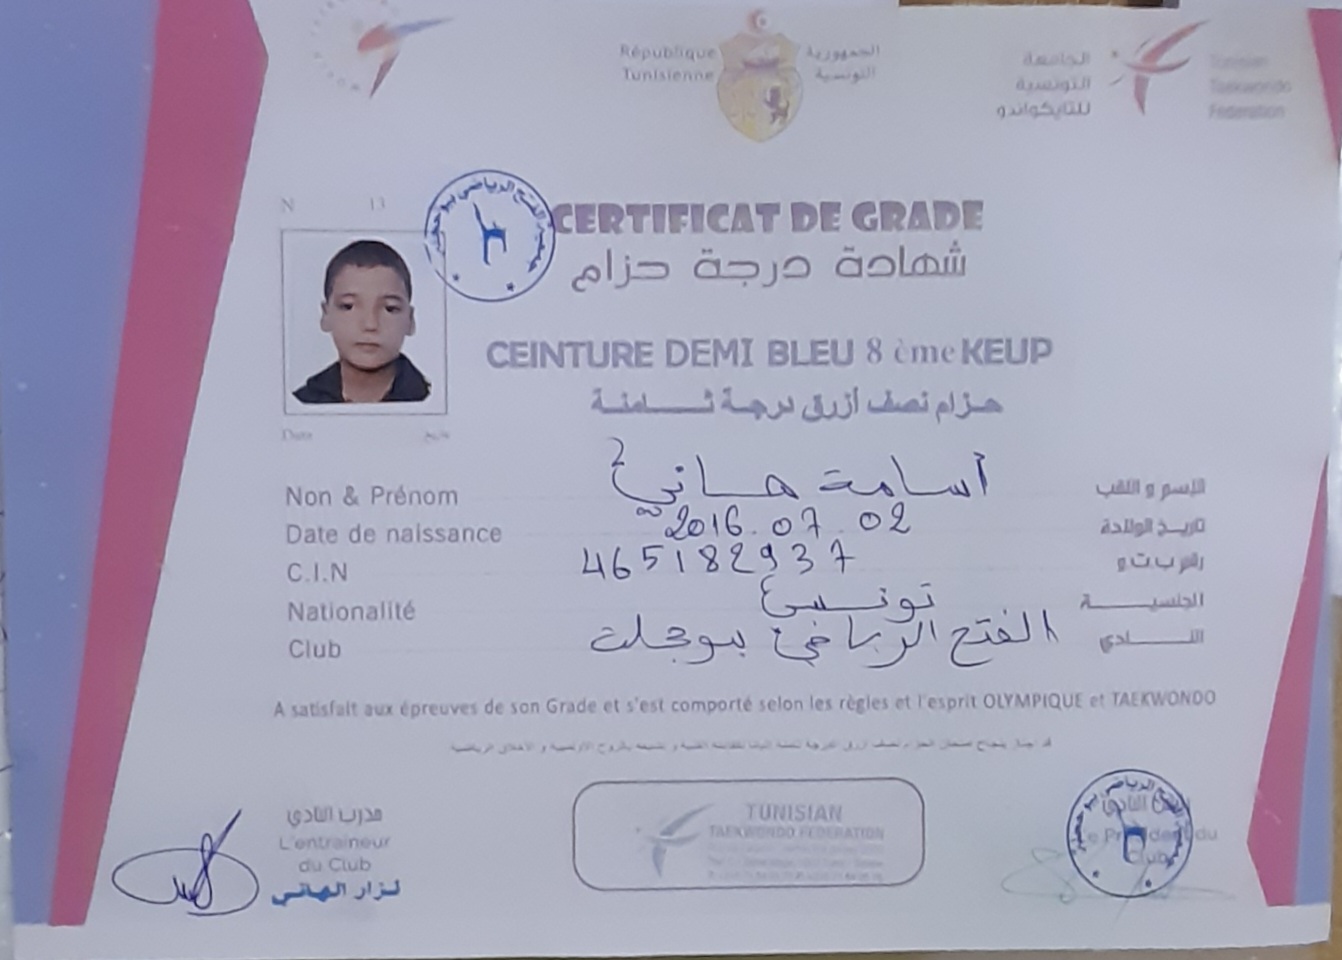 République
Tunisienne
الجمهورية
التونسية
الجامعة
التونسية
للتايكواندو
Tunisian
Taekwondo
Federation
N 13
CERTIFICAT DE GRADE
شهادة درجة حزام
CEINTURE DEMI BLEU 8 ème KEUP
حزام نصف أزرق درجة ثامنة
Date
Non & Prénom أسامة هاني الإسم و اللقب
Date de naissance 2016.07.02 تاريخ الولادة
C.I.N 465182937 رقم ب.ت.و
Nationalité تونسي الجنسية
Club الفتح الرياضي ببوحجلة النادي
A satisfait aux épreuves de son Grade et s'est comporté selon les règles et l'esprit OLYMPIQUE et TAEKWONDO
مدرب النادي
L'entraineur
du Club
نزار الهاني
TUNISIAN
TAEKWONDO FEDERATION
Le Président du
Club